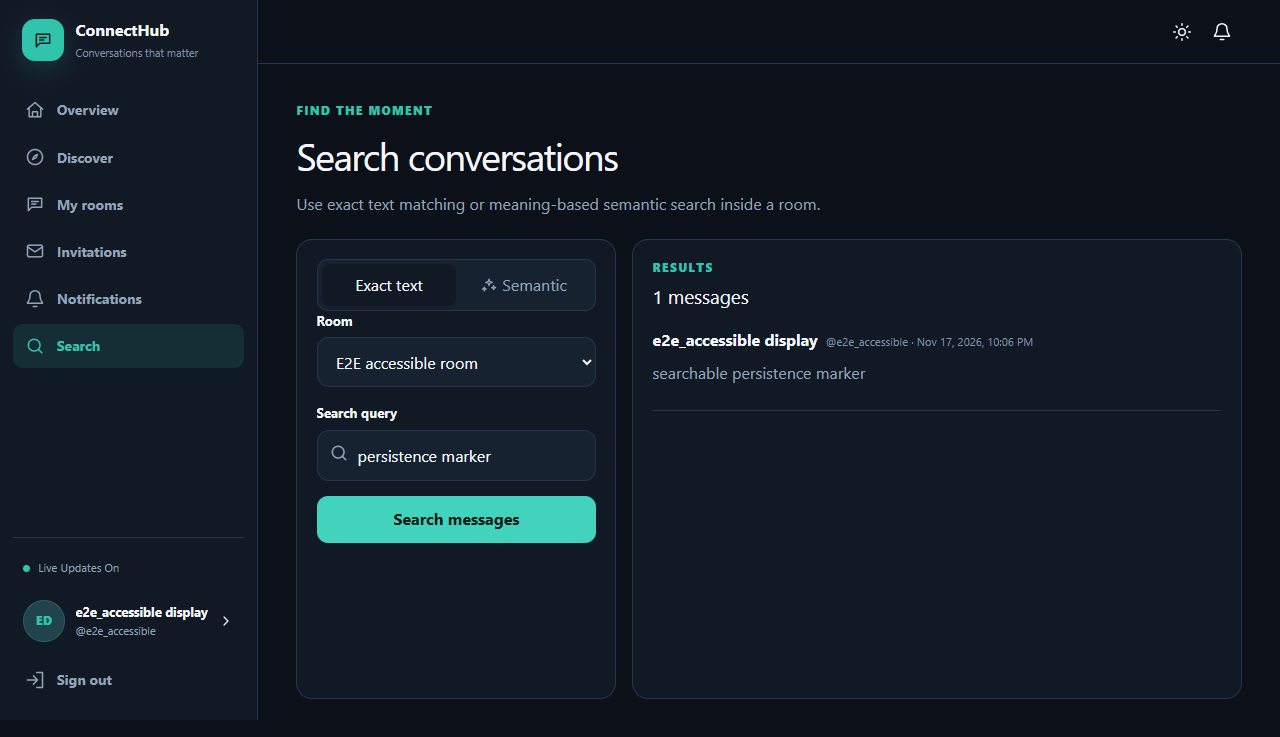 ConnectHub
Conversations that matter
Overview
Discover
My rooms
Invitations
Notifications
Search
Live Updates On
ED
e2e_accessible display
@e2e_accessible
Sign out
FIND THE MOMENT
Search conversations
Use exact text matching or meaning-based semantic search inside a room.
Exact text
Semantic
Room
E2E accessible room
Search query
persistence marker
Search messages
RESULTS
1 messages
e2e_accessible display @e2e_accessible · Nov 17, 2026, 10:06 PM
searchable persistence marker